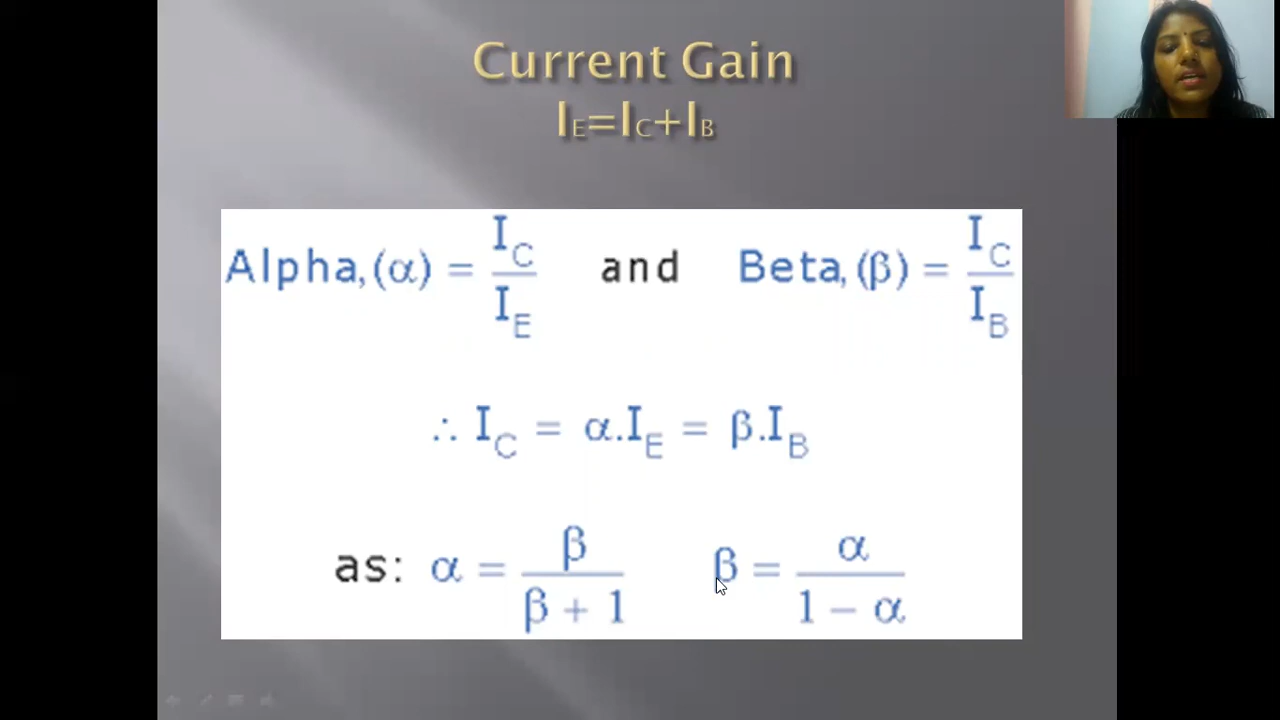 Current Gain
IE=IC+IB
Alpha,(α) = IC/IE and Beta,(β) = IC/IB
∴ IC = α.IE = β.IB
as: α = β/β + 1 β = α/1 − α